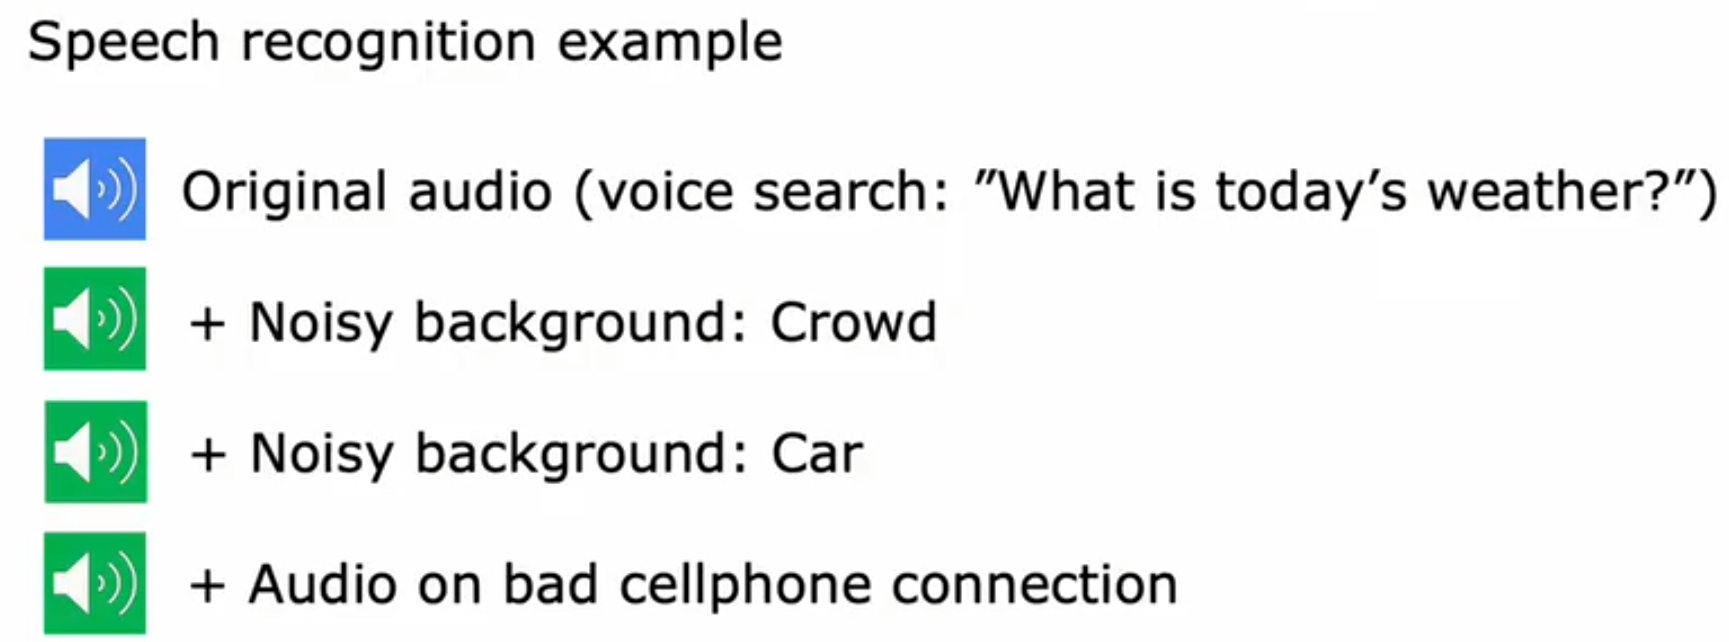 Speech recognition example
Original audio (voice search: ”What is today’s weather?”)
+ Noisy background: Crowd
+ Noisy background: Car
+ Audio on bad cellphone connection